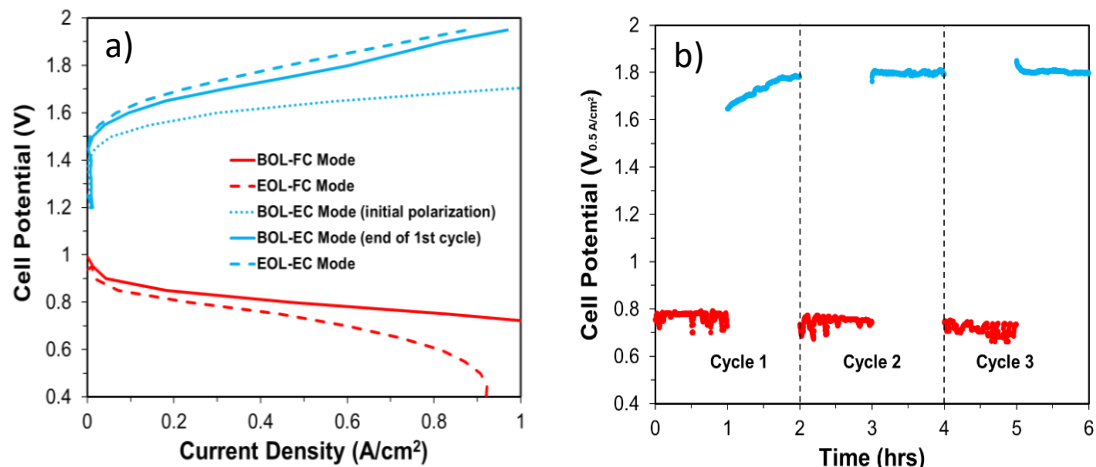 a)
2
1.8
1.6
1.4
1.2
1
0.8
0.6
0.4
Cell Potential (V)
BOL-FC Mode
EOL-FC Mode
BOL-EC Mode (initial polarization)
BOL-EC Mode (end of 1st cycle)
EOL-EC Mode
0 0.2 0.4 0.6 0.8 1
Current Density (A/cm²)
b)
2
1.8
1.6
1.4
1.2
1
0.8
0.6
0.4
Cell Potential (V0.5 A/cm²)
Cycle 1 Cycle 2 Cycle 3
0 1 2 3 4 5 6
Time (hrs)